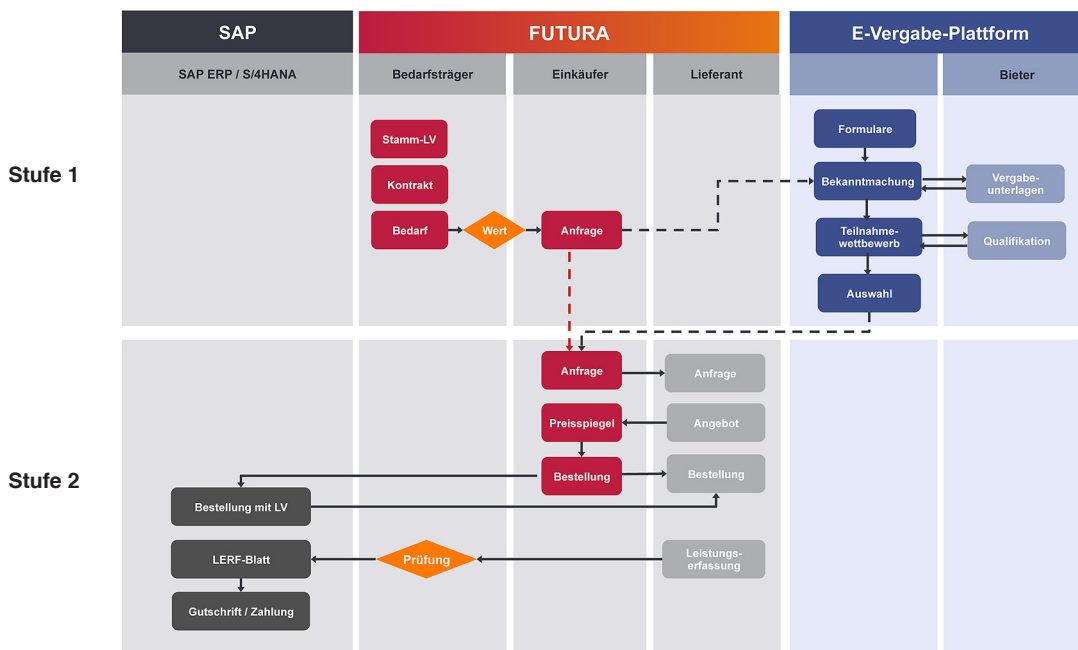 SAP
FUTURA
E-Vergabe-Plattform
SAP ERP / S/4HANA
Bedarfsträger
Einkäufer
Lieferant
Bieter
Stufe 1
Stamm-LV
Kontrakt
Bedarf
Wert
Anfrage
Formulare
Bekanntmachung
Vergabe-
unterlagen
Teilnahme-
wettbewerb
Qualifikation
Auswahl
Stufe 2
Anfrage
Anfrage
Preisspiegel
Angebot
Bestellung
Bestellung
Bestellung mit LV
LERF-Blatt
Prüfung
Leistungs-
erfassung
Gutschrift / Zahlung